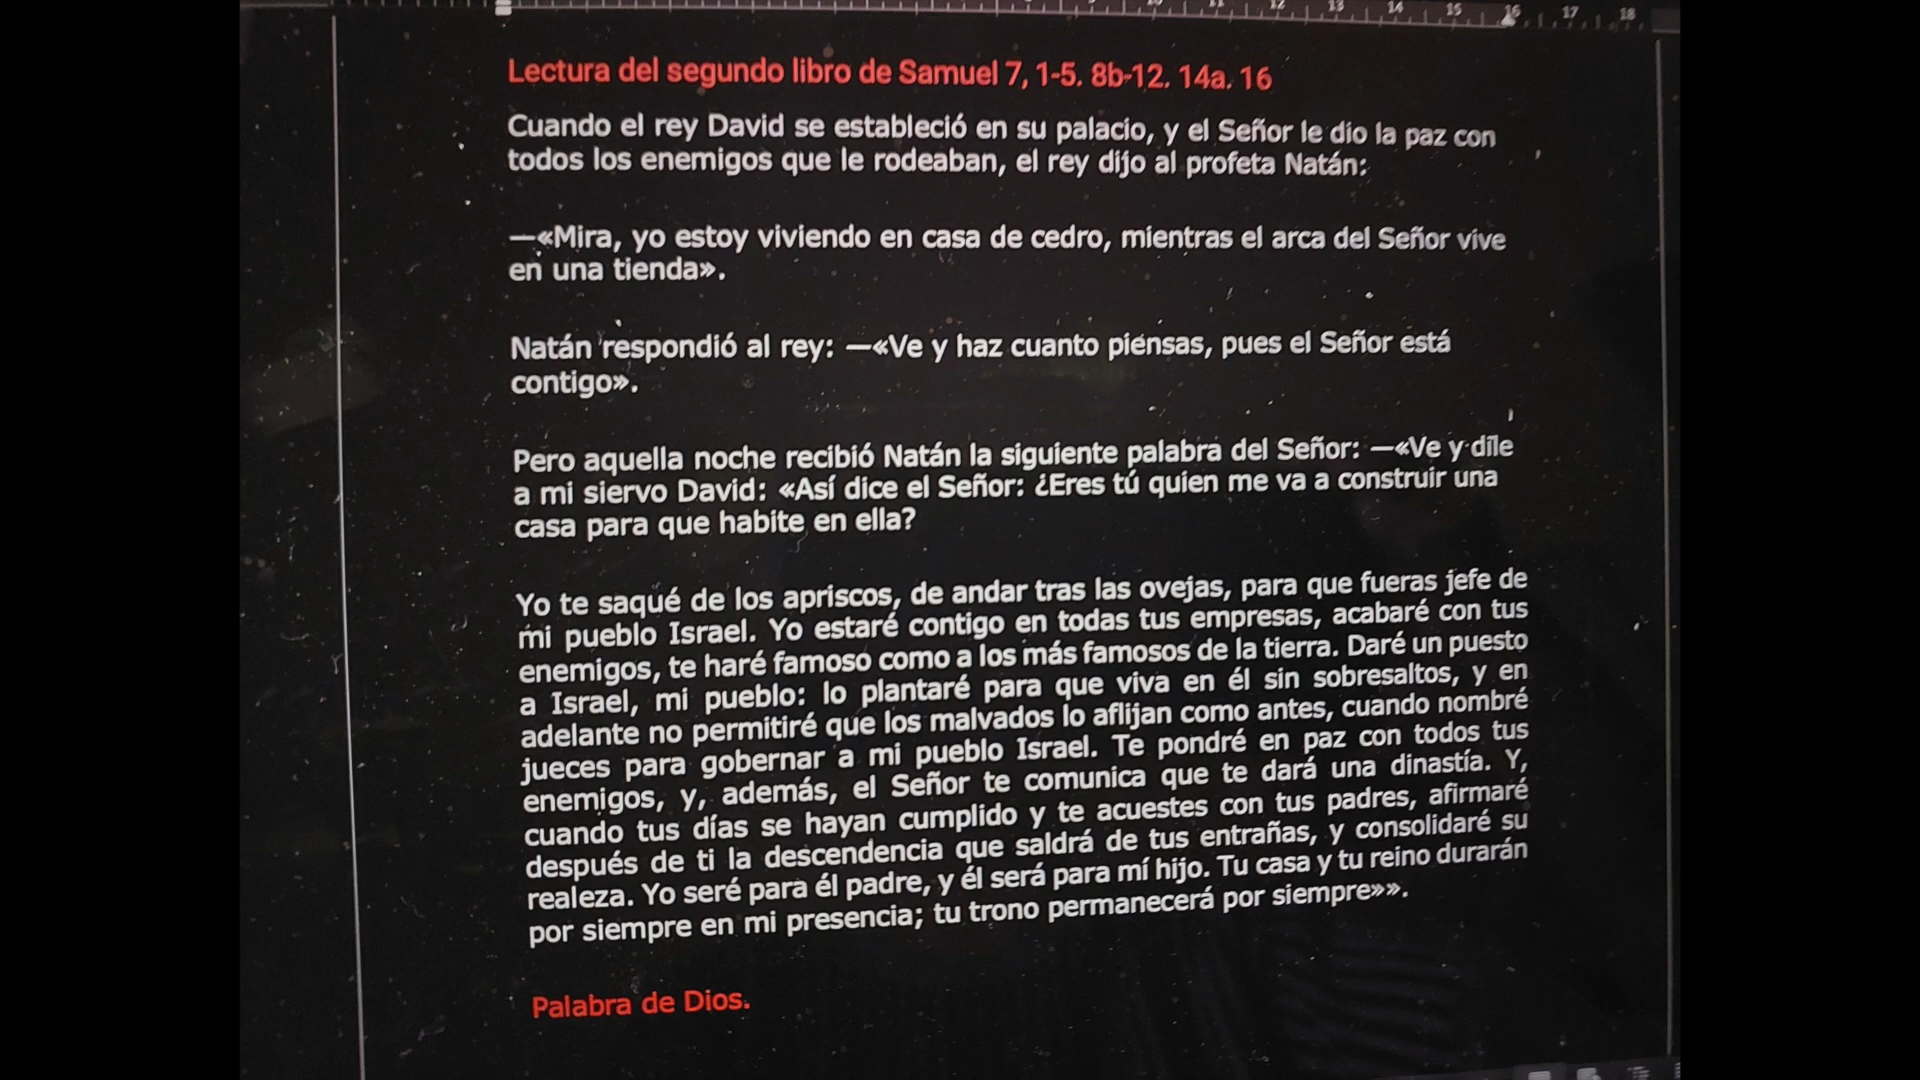 10 11 12 13 14 15 16 17 18
Lectura del segundo libro de Samuel 7, 1-5. 8b-12. 14a. 16
Cuando el rey David se estableció en su palacio, y el Señor le dio la paz con
todos los enemigos que le rodeaban, el rey dijo al profeta Natán:
—«Mira, yo estoy viviendo en casa de cedro, mientras el arca del Señor vive
en una tienda».
Natán respondió al rey: —«Ve y haz cuanto piensas, pues el Señor está
contigo».
Pero aquella noche recibió Natán la siguiente palabra del Señor: —«Ve y dile
a mi siervo David: «Así dice el Señor: ¿Eres tú quien me va a construir una
casa para que habite en ella?
Yo te saqué de los apriscos, de andar tras las ovejas, para que fueras jefe de
mi pueblo Israel. Yo estaré contigo en todas tus empresas, acabaré con tus
enemigos, te haré famoso como a los más famosos de la tierra. Daré un puesto
a Israel, mi pueblo: lo plantaré para que viva en él sin sobresaltos, y en
adelante no permitiré que los malvados lo aflijan como antes, cuando nombré
jueces para gobernar a mi pueblo Israel. Te pondré en paz con todos tus
enemigos, y, además, el Señor te comunica que te dará una dinastía. Y,
cuando tus días se hayan cumplido y te acuestes con tus padres, afirmaré
después de ti la descendencia que saldrá de tus entrañas, y consolidaré su
realeza. Yo seré para él padre, y él será para mí hijo. Tu casa y tu reino durarán
por siempre en mi presencia; tu trono permanecerá por siempre»».
Palabra de Dios.